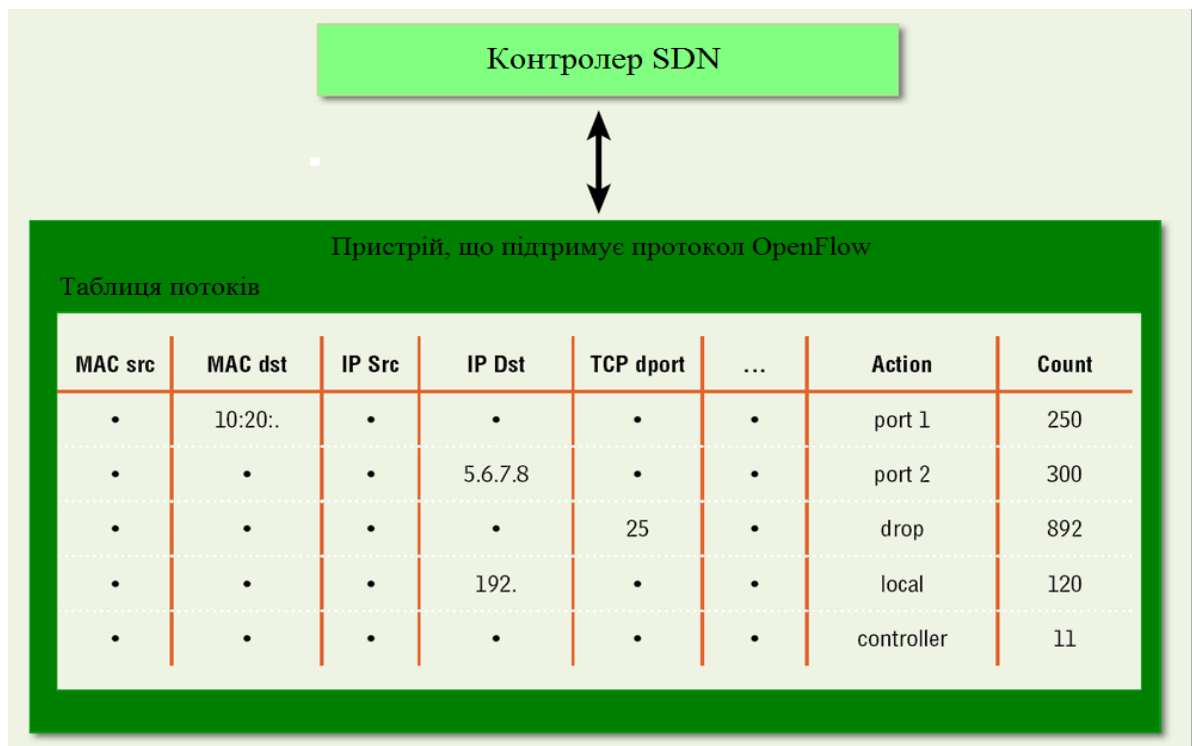 Контролер SDN
Пристрій, що підтримує протокол OpenFlow
Таблиця потоків
MAC src MAC dst IP Src IP Dst TCP dport ... Action Count
• 10:20:. • • • • port 1 250
• • • 5.6.7.8 • • port 2 300
• • • • 25 • drop 892
• • • 192. • • local 120
• • • • • • controller 11